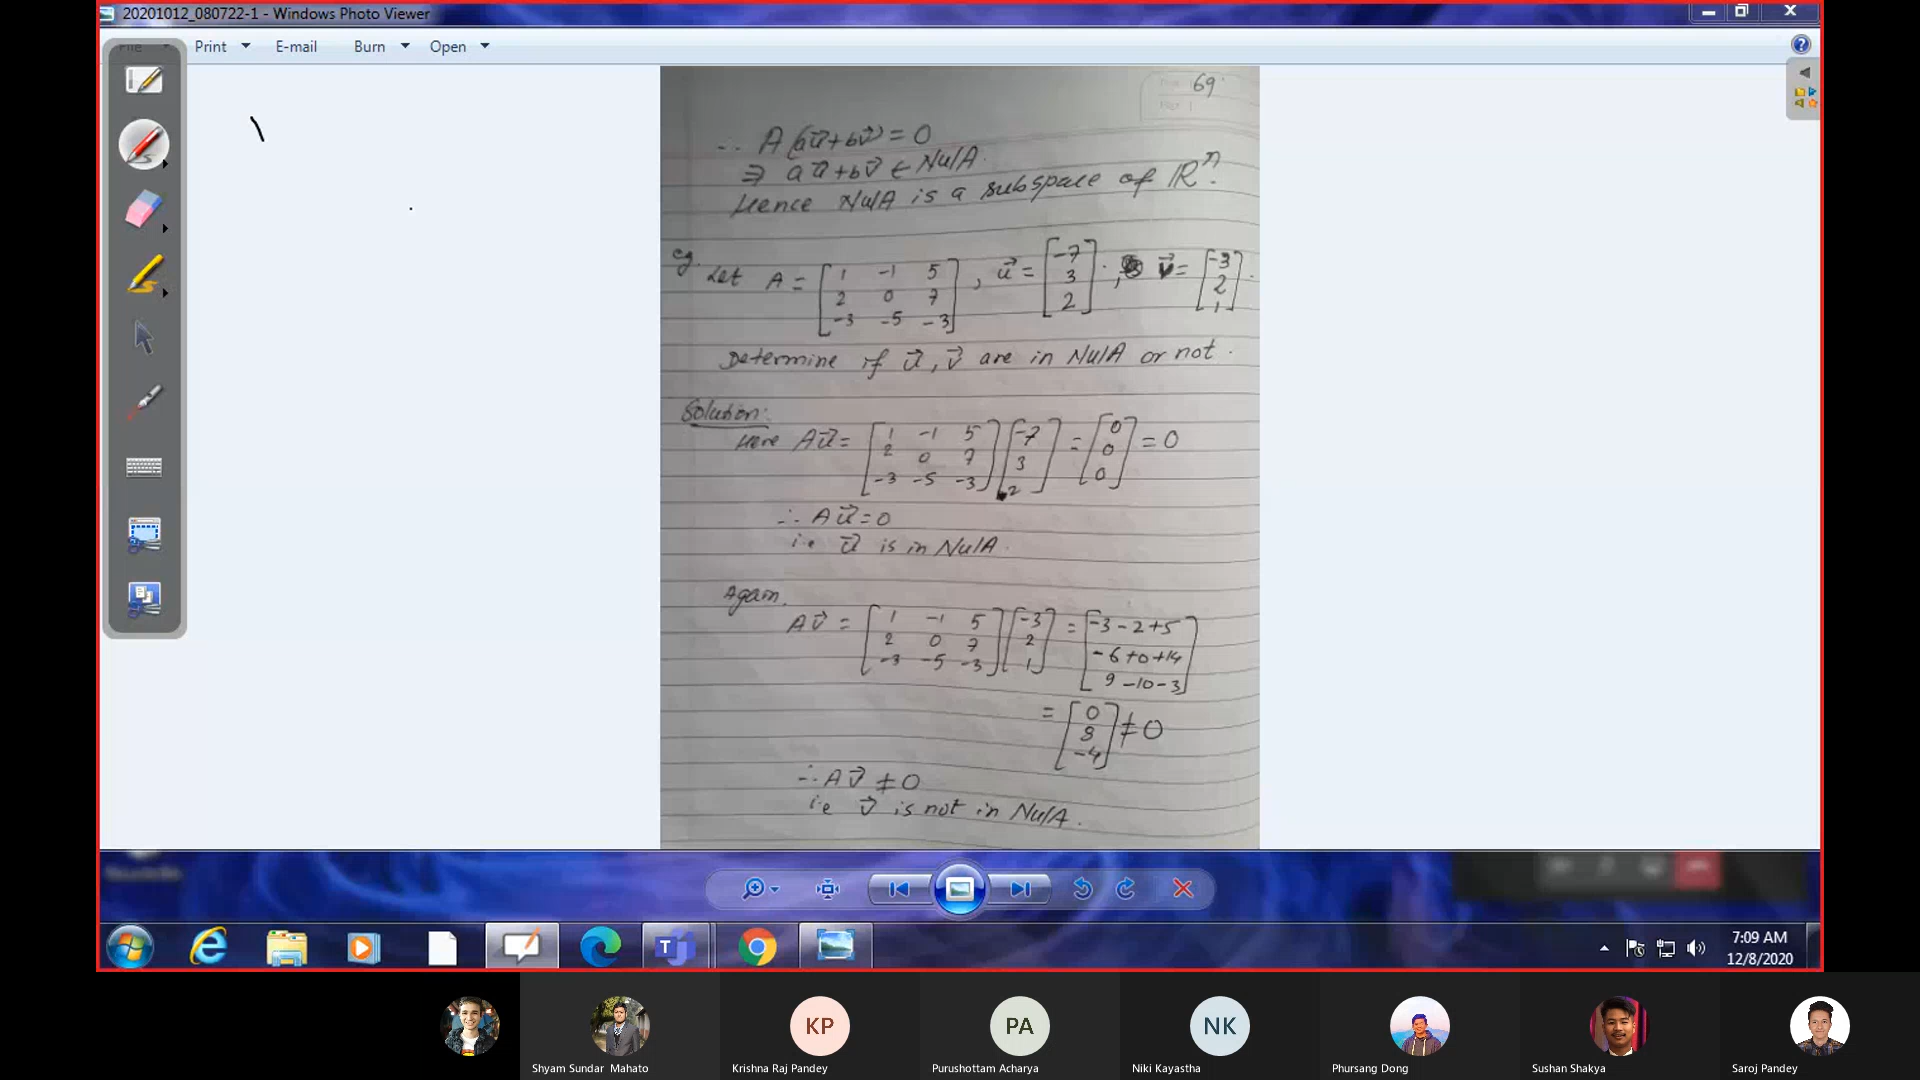 20201012_080722-1 - Windows Photo Viewer
File Print E-mail Burn Open
69
∴ A(au⃗+bv⃗) = 0
⇒ au⃗+bv⃗ ∈ NulA.
Hence NulA is a subspace of ℝⁿ.
eg. Let A = [1 -1 5; 2 0 7; -3 -5 -3], u⃗ = [-7; 3; 2], v⃗ = [-3; 2; 1].
Determine if u⃗, v⃗ are in NulA or not.
Solution:
Here Au⃗ = [1 -1 5; 2 0 7; -3 -5 -3] [-7; 3; 2] = [0; 0; 0] = 0
∴ Au⃗ = 0
i.e u⃗ is in NulA.
Again,
Av⃗ = [1 -1 5; 2 0 7; -3 -5 -3] [-3; 2; 1] = [-3-2+5; -6+0+14; 9-10-3]
= [0; 8; -4] ≠ 0
∴ Av⃗ ≠ 0
i.e v⃗ is not in NulA.
7:09 AM
12/8/2020
KP PA NK
Shyam Sundar Mahato Krishna Raj Pandey Purushottam Acharya Niki Kayastha Phursang Dong Sushan Shakya Saroj Pandey